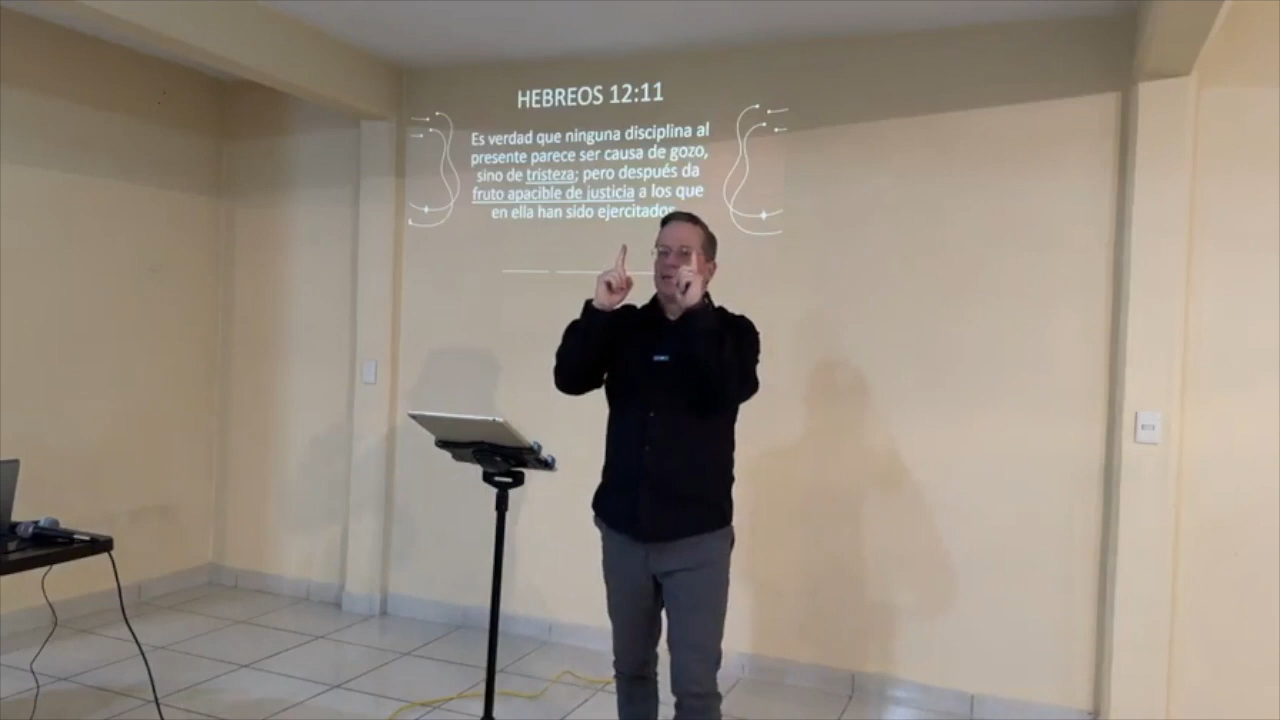 HEBREOS 12:11
Es verdad que ninguna disciplina al
presente parece ser causa de gozo,
sino de tristeza; pero después da
fruto apacible de justicia a los que
en ella han sido ejercitados